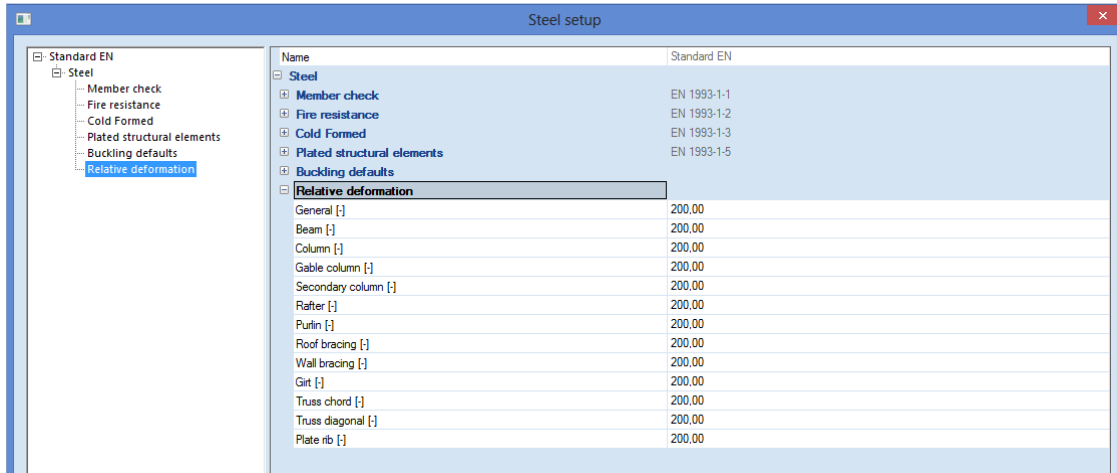 Steel setup
Standard EN
Steel
Member check
Fire resistance
Cold Formed
Plated structural elements
Buckling defaults
Relative deformation
Name Standard EN
Steel
Member check EN 1993-1-1
Fire resistance EN 1993-1-2
Cold Formed EN 1993-1-3
Plated structural elements EN 1993-1-5
Buckling defaults
Relative deformation
General [-] 200,00
Beam [-] 200,00
Column [-] 200,00
Gable column [-] 200,00
Secondary column [-] 200,00
Rafter [-] 200,00
Purlin [-] 200,00
Roof bracing [-] 200,00
Wall bracing [-] 200,00
Girt [-] 200,00
Truss chord [-] 200,00
Truss diagonal [-] 200,00
Plate rib [-] 200,00